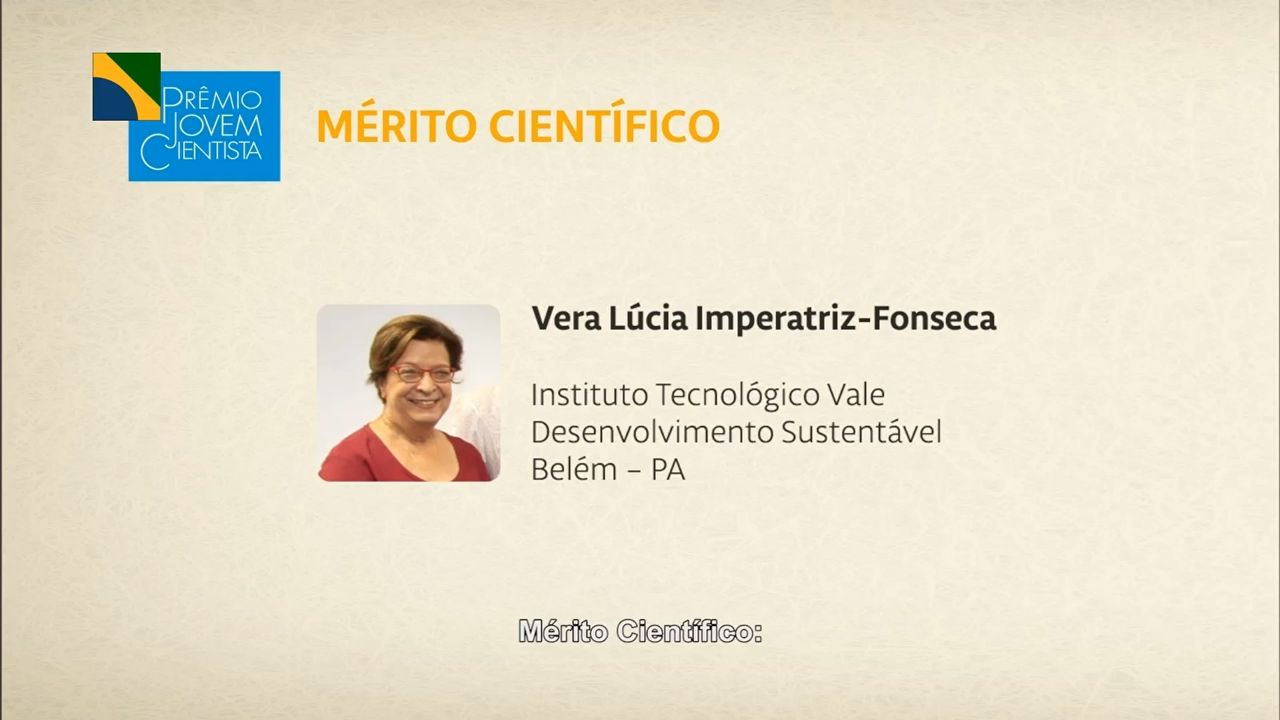 PRÊMIO
JOVEM
CIENTISTA
MÉRITO CIENTÍFICO
Vera Lúcia Imperatriz-Fonseca
Instituto Tecnológico Vale
Desenvolvimento Sustentável
Belém – PA
Mérito Científico: